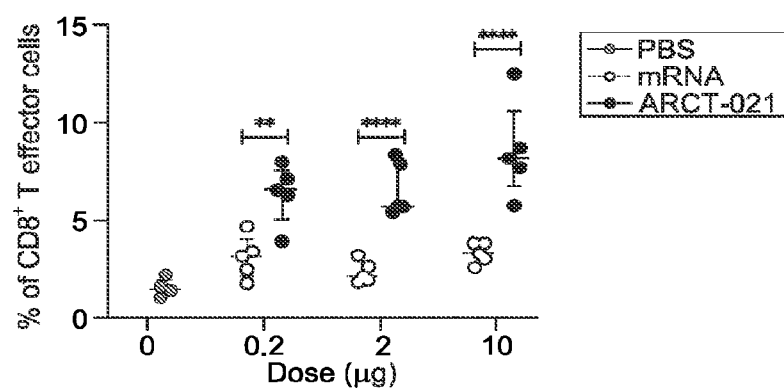 15
10
5
0
% of CD8⁺ T effector cells
**
****
****
0
0.2
2
10
Dose (µg)
PBS
mRNA
ARCT-021